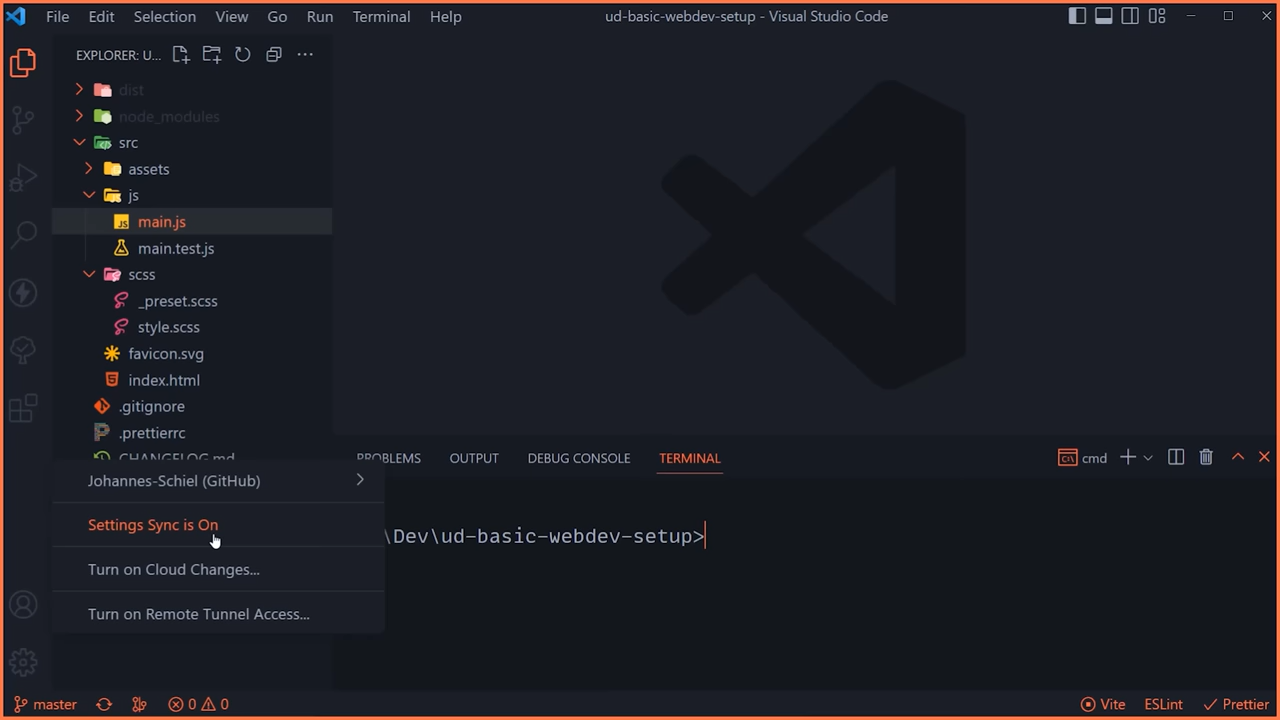 File Edit Selection View Go Run Terminal Help ud-basic-webdev-setup - Visual Studio Code
EXPLORER: U...
dist
node_modules
src
assets
js
JS main.js
main.test.js
scss
_preset.scss
style.scss
favicon.svg
index.html
.gitignore
.prettierrc
CHANGELOG.md
Johannes-Schiel (GitHub)
Settings Sync is On
Turn on Cloud Changes...
Turn on Remote Tunnel Access...
PROBLEMS OUTPUT DEBUG CONSOLE TERMINAL cmd
\Dev\ud-basic-webdev-setup>
master 0 0 Vite ESLint Prettier